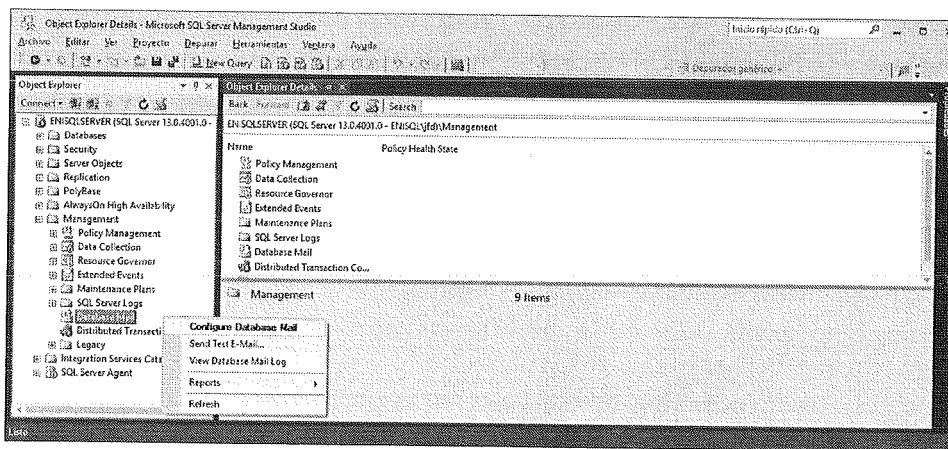 Object Explorer Details - Microsoft SQL Server Management Studio
Inicio rápido (Ctrl+Q)
Archivo Editar Ver Proyecto Depurar Herramientas Ventana Ayuda
New Query
Depurador genérico
Object Explorer
Connect
ENISQLSERVER (SQL Server 13.0.4001.0 -
Databases
Security
Server Objects
Replication
PolyBase
AlwaysOn High Availability
Management
Policy Management
Data Collection
Resource Governor
Extended Events
Maintenance Plans
SQL Server Logs
Database Mail
Distributed Transacti
Legacy
Integration Services Cata
SQL Server Agent
Configure Database Mail
Send Test E-Mail...
View Database Mail Log
Reports
Refresh
Object Explorer Details
Back Forward Search
ENISQLSERVER (SQL Server 13.0.4001.0 - ENISQL\jfd)\Management
Name Policy Health State
Policy Management
Data Collection
Resource Governor
Extended Events
Maintenance Plans
SQL Server Logs
Database Mail
Distributed Transaction Co...
Management 9 Items
Listo